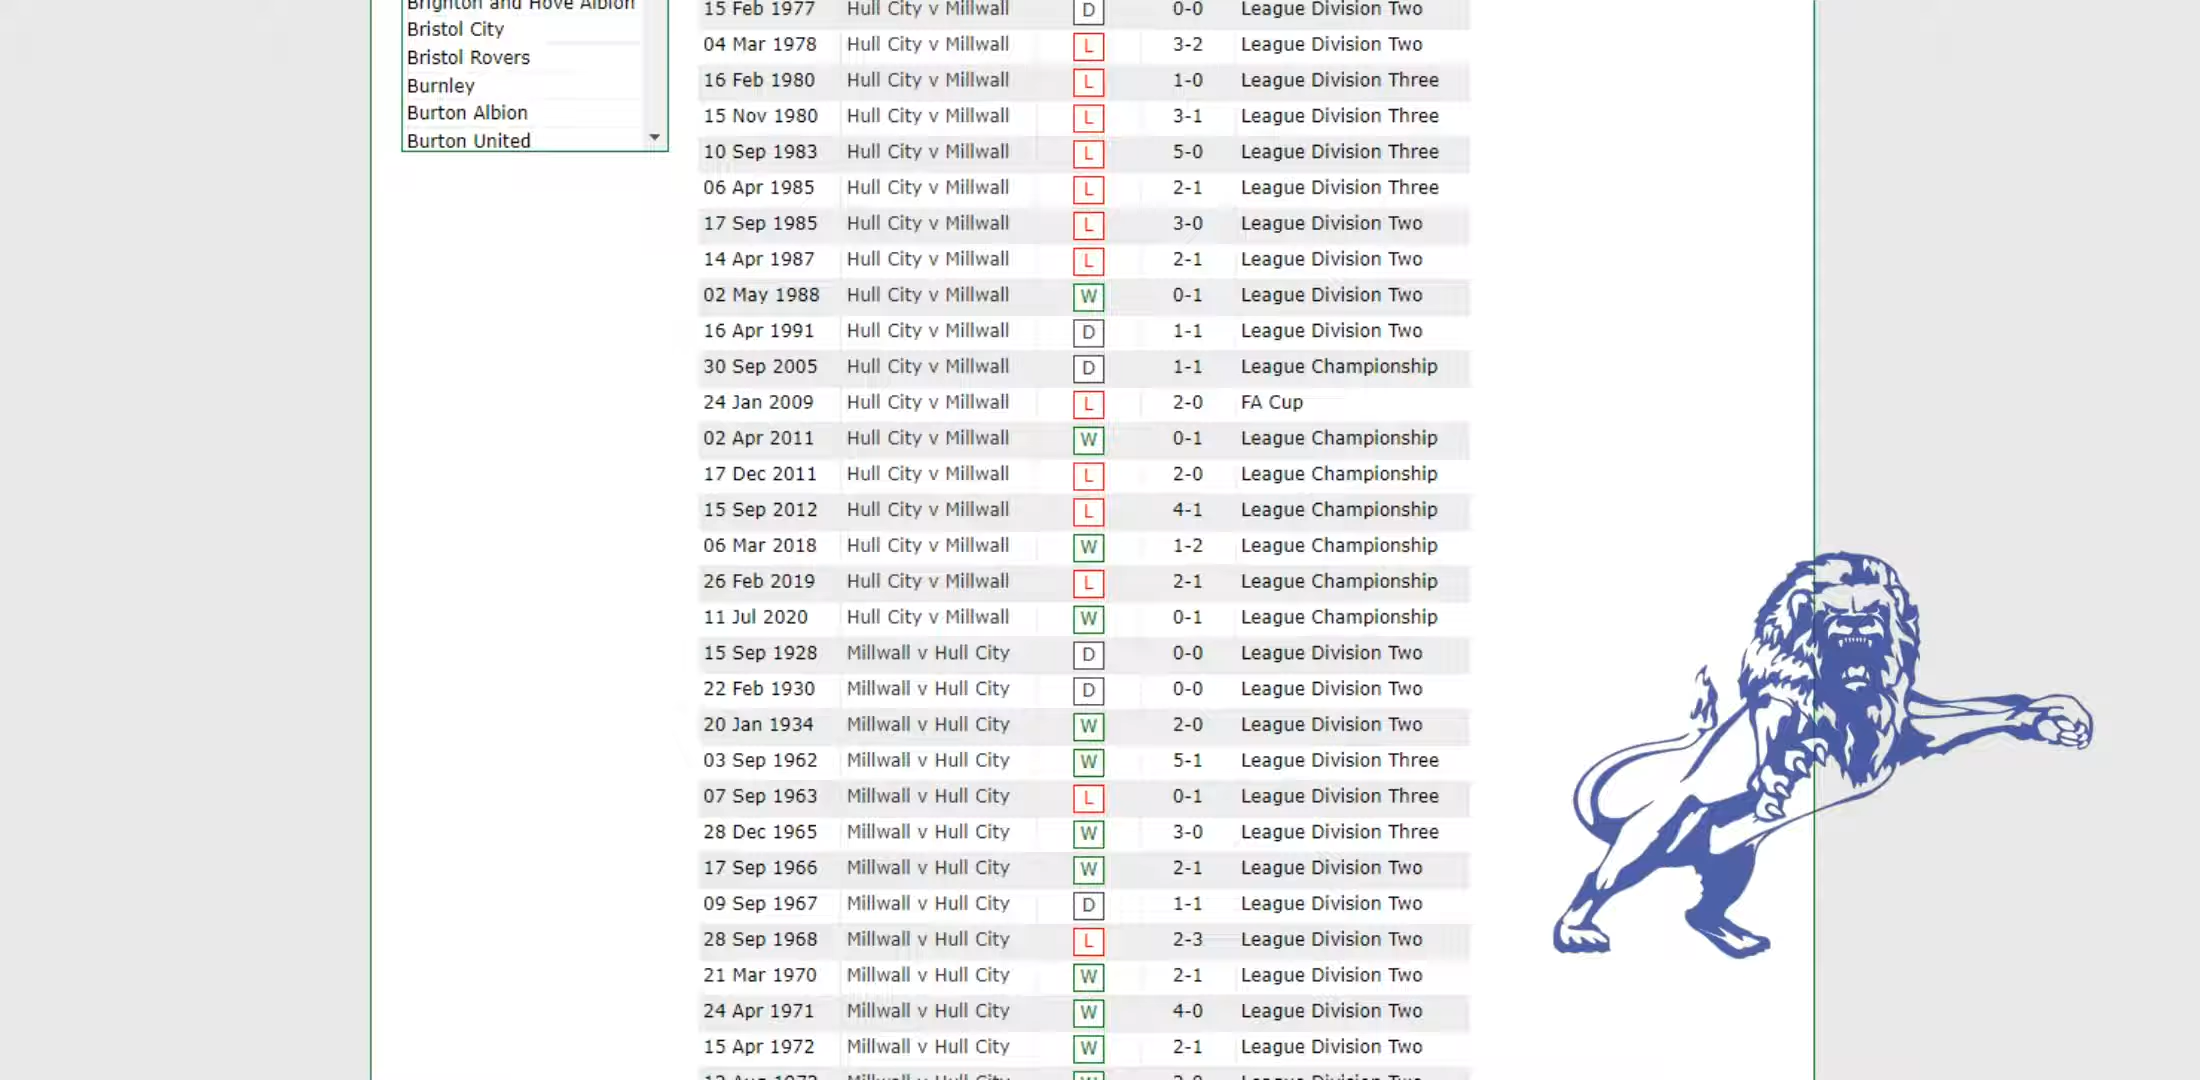 Brighton and Hove Albion
Bristol City
Bristol Rovers
Burnley
Burton Albion
Burton United
15 Feb 1977 Hull City v Millwall D 0-0 League Division Two
04 Mar 1978 Hull City v Millwall L 3-2 League Division Two
16 Feb 1980 Hull City v Millwall L 1-0 League Division Three
15 Nov 1980 Hull City v Millwall L 3-1 League Division Three
10 Sep 1983 Hull City v Millwall L 5-0 League Division Three
06 Apr 1985 Hull City v Millwall L 2-1 League Division Three
17 Sep 1985 Hull City v Millwall L 3-0 League Division Two
14 Apr 1987 Hull City v Millwall L 2-1 League Division Two
02 May 1988 Hull City v Millwall W 0-1 League Division Two
16 Apr 1991 Hull City v Millwall D 1-1 League Division Two
30 Sep 2005 Hull City v Millwall D 1-1 League Championship
24 Jan 2009 Hull City v Millwall L 2-0 FA Cup
02 Apr 2011 Hull City v Millwall W 0-1 League Championship
17 Dec 2011 Hull City v Millwall L 2-0 League Championship
15 Sep 2012 Hull City v Millwall L 4-1 League Championship
06 Mar 2018 Hull City v Millwall W 1-2 League Championship
26 Feb 2019 Hull City v Millwall L 2-1 League Championship
11 Jul 2020 Hull City v Millwall W 0-1 League Championship
15 Sep 1928 Millwall v Hull City D 0-0 League Division Two
22 Feb 1930 Millwall v Hull City D 0-0 League Division Two
20 Jan 1934 Millwall v Hull City W 2-0 League Division Two
03 Sep 1962 Millwall v Hull City W 5-1 League Division Three
07 Sep 1963 Millwall v Hull City L 0-1 League Division Three
28 Dec 1965 Millwall v Hull City W 3-0 League Division Three
17 Sep 1966 Millwall v Hull City W 2-1 League Division Two
09 Sep 1967 Millwall v Hull City D 1-1 League Division Two
28 Sep 1968 Millwall v Hull City L 2-3 League Division Two
21 Mar 1970 Millwall v Hull City W 2-1 League Division Two
24 Apr 1971 Millwall v Hull City W 4-0 League Division Two
15 Apr 1972 Millwall v Hull City W 2-1 League Division Two
Millwall v Hull City League Division Two